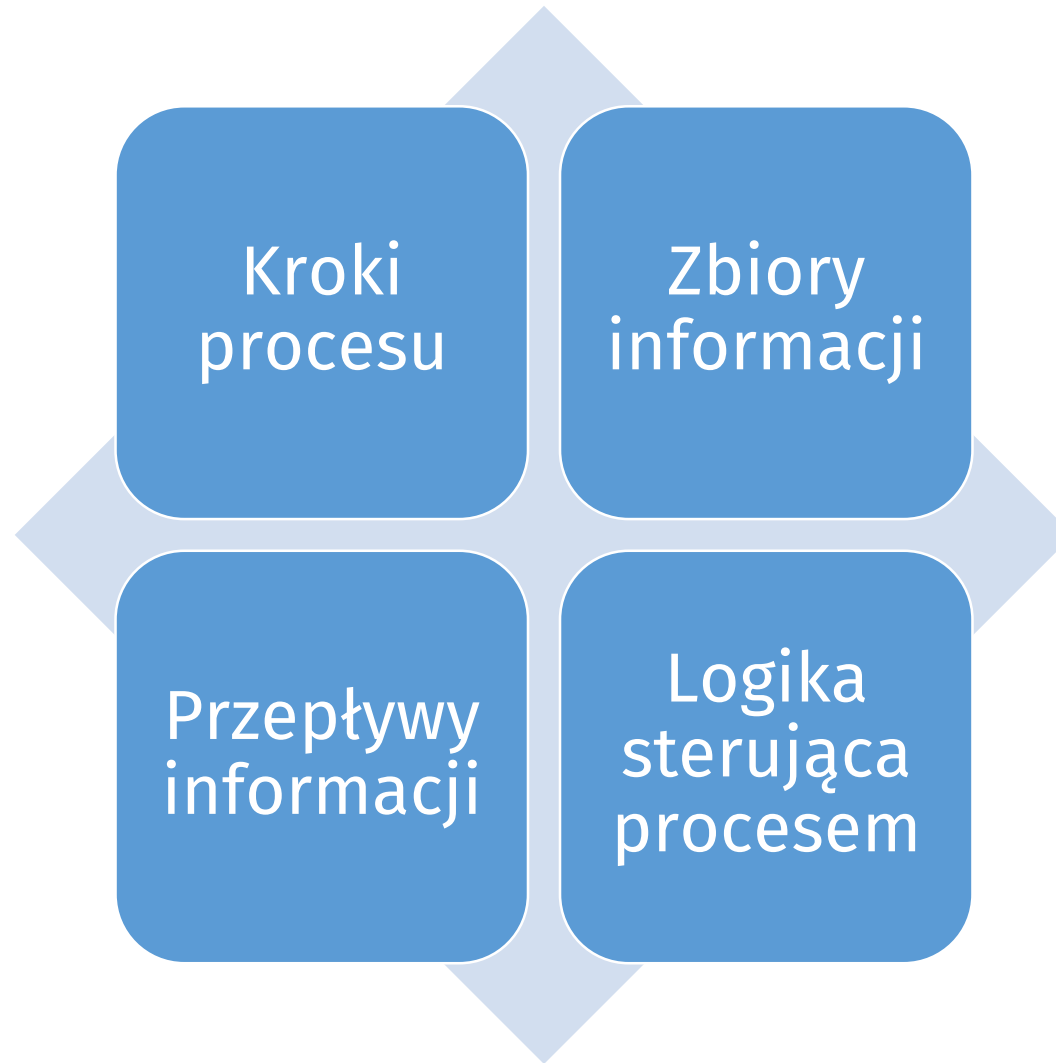 Kroki
procesu
Zbiory
informacji
Przepływy
informacji
Logika
sterująca
procesem